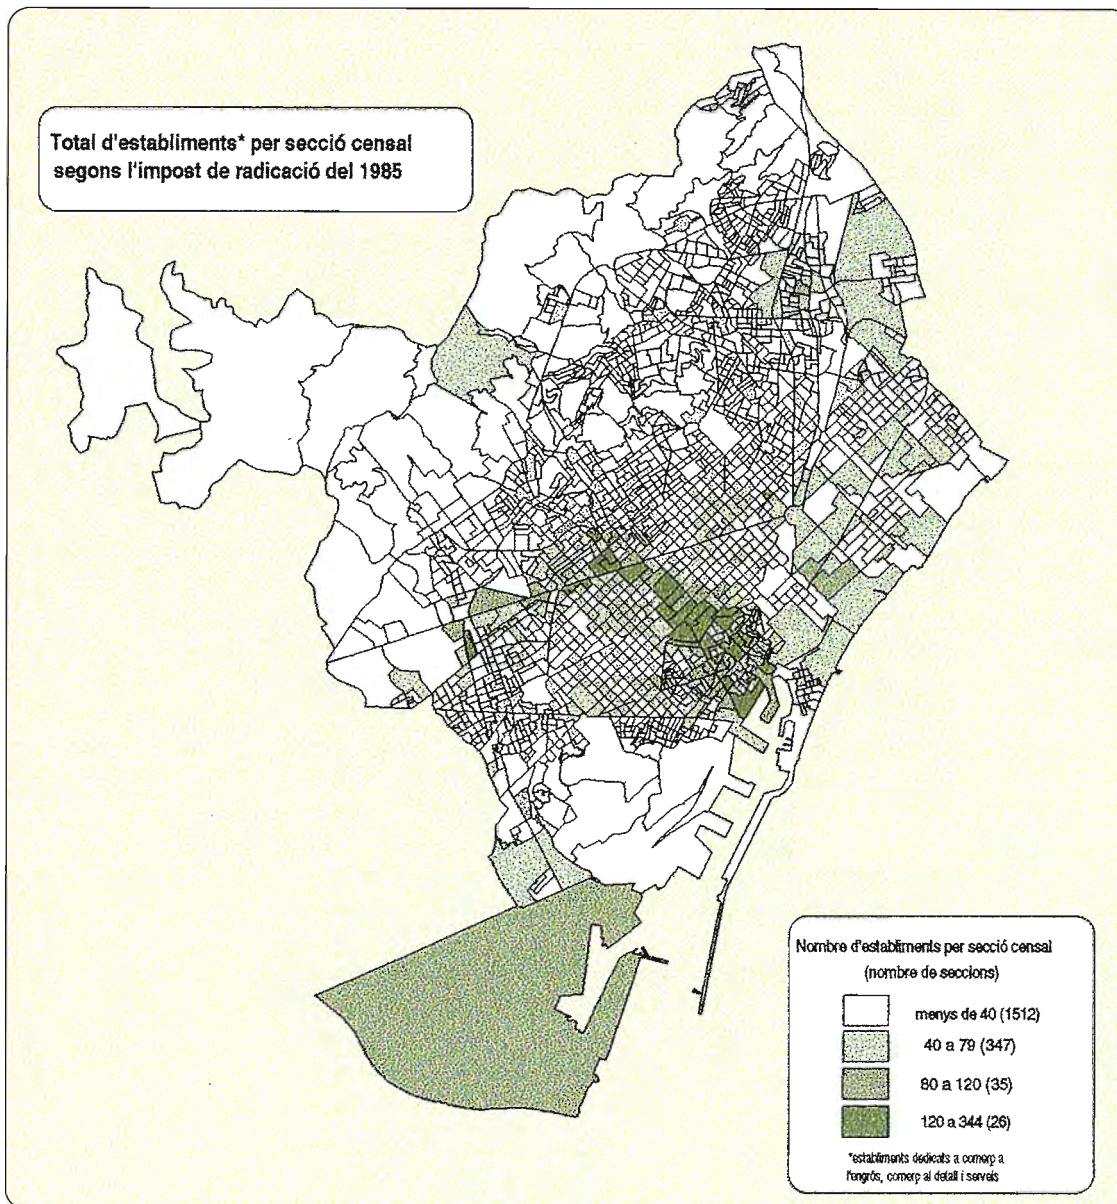 Total d'establiments* per secció censal
segons l'impost de radicació del 1985
Nombre d'establiments per secció censal
(nombre de seccions)
menys de 40 (1512)
40 a 79 (347)
80 a 120 (35)
120 a 344 (26)
*establiments dedicats a comerç a
l'engròs, comerç al detall i serveis